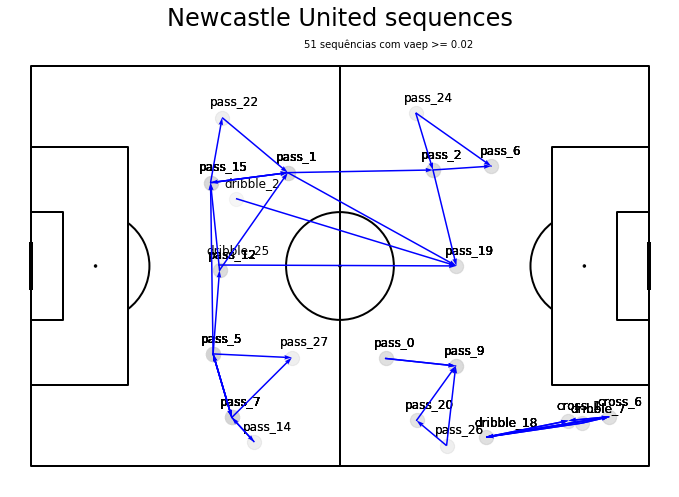 Newcastle United sequences
51 sequências com vaep >= 0.02
pass_22
pass_24
pass_1
pass_6
pass_2
pass_15
dribble_2
dribble_25
pass_12
pass_19
pass_5
pass_27
pass_0
pass_9
pass_7
pass_20
pass_14
pass_26
dribble_18
dribble_7
cross_6